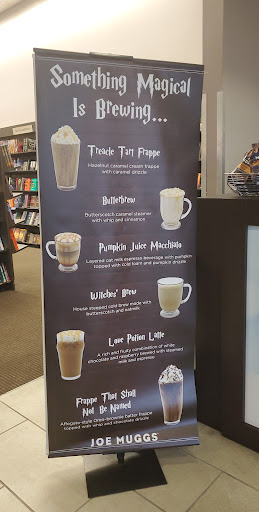 Something Magical
Is Brewing...
Treacle Tart Frappe
Hazelnut caramel cream frappe
with caramel drizzle
Butterbrew
Butterscotch caramel steamer
with whip and cinnamon
Pumpkin Juice Macchiato
Layered oat milk espresso beverage with pumpkin
topped with cold foam and pumpkin drizzle
Witches' Brew
House steeped cold brew made with
butterscotch and oatmilk
Love Potion Latte
A rich and fruity combination of white
chocolate and raspberry blended with steamed
milk and espresso
Frappe That Shall
Not Be Named
Affogato-style Oreo-brownie batter frappe
topped with whip and chocolate drizzle
JOE MUGGS